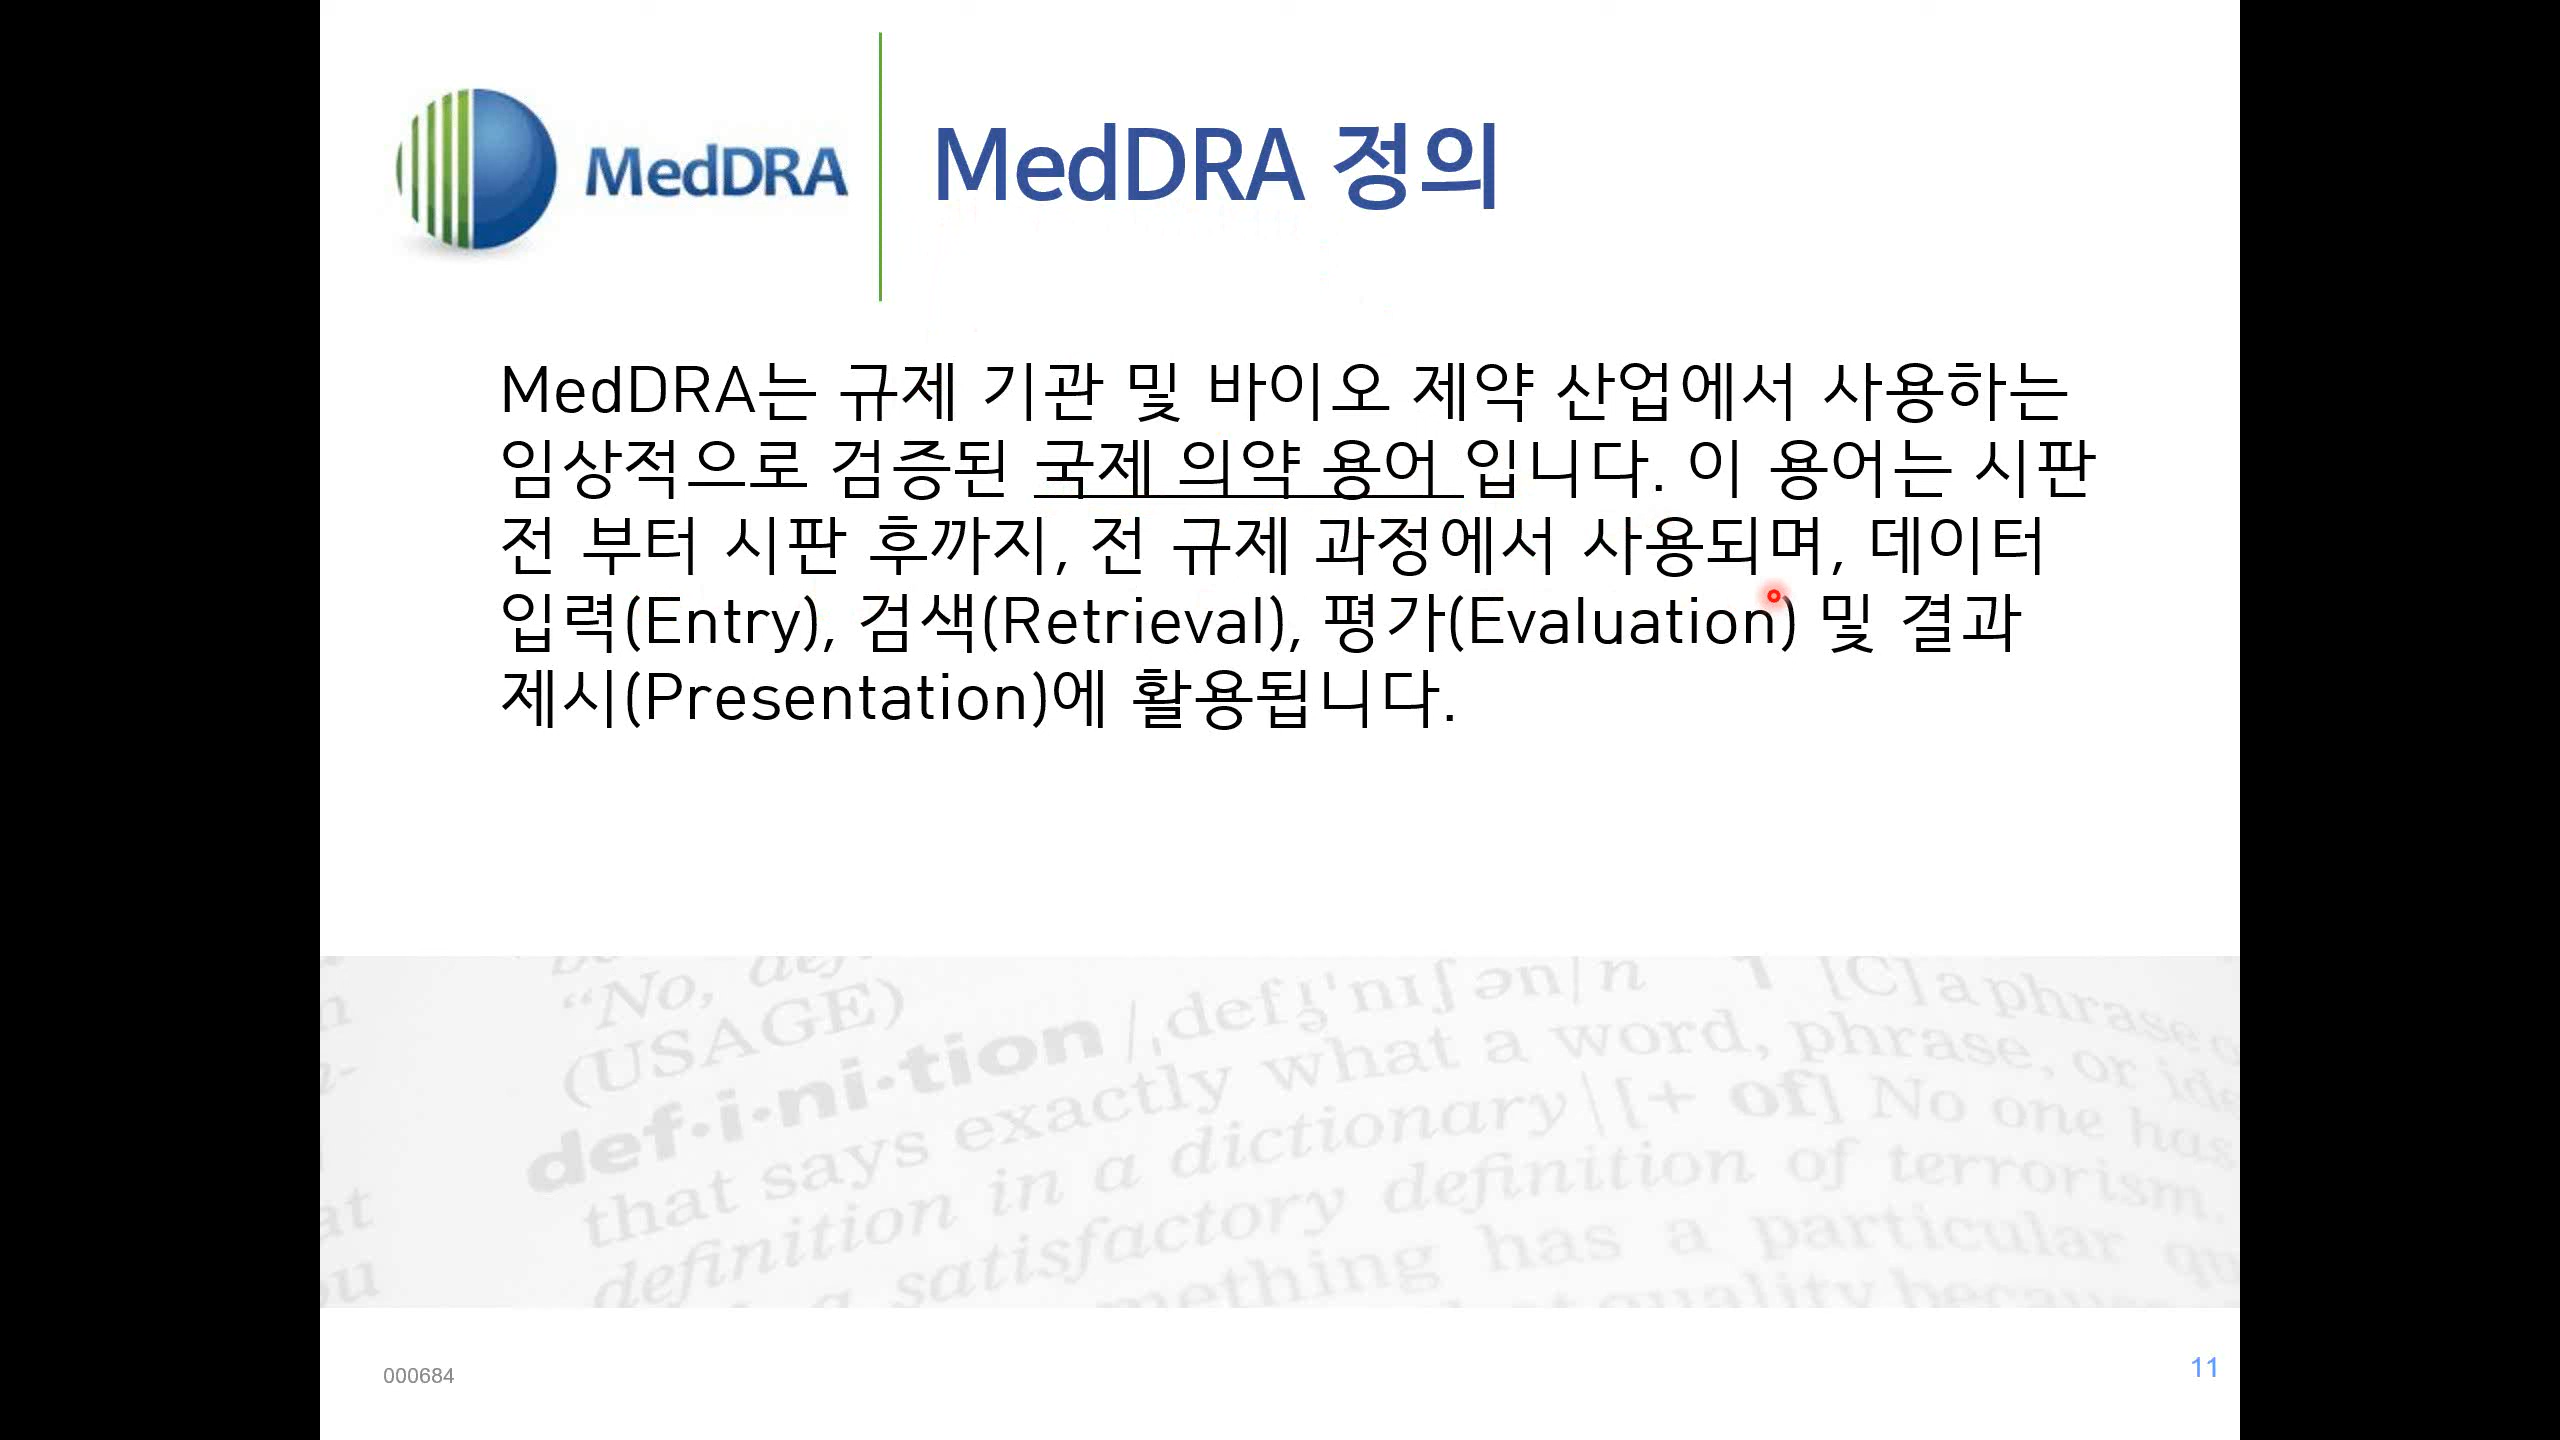 MedDRA
MedDRA 정의
MedDRA는 규제 기관 및 바이오 제약 산업에서 사용하는
임상적으로 검증된 국제 의약 용어 입니다. 이 용어는 시판
전 부터 시판 후까지, 전 규제 과정에서 사용되며, 데이터
입력(Entry), 검색(Retrieval), 평가(Evaluation) 및 결과
제시(Presentation)에 활용됩니다.
“No,
(USAGE)
def·i·ni·tion [C] a phrase
that says exactly what a word, phrase, or
definition in a dictionary | [+ of] No one has
a satisfactory definition of terrorism.
has a particular
quality
000684
11